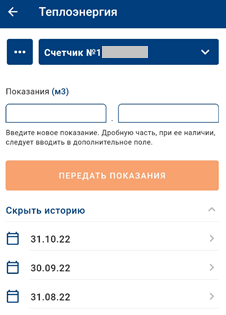 Теплоэнергия
Счетчик №1
Показания (м3)
.
Введите новое показание. Дробную часть, при ее наличии,
следует вводить в дополнительное поле.
ПЕРЕДАТЬ ПОКАЗАНИЯ
Скрыть историю
31.10.22
30.09.22
31.08.22